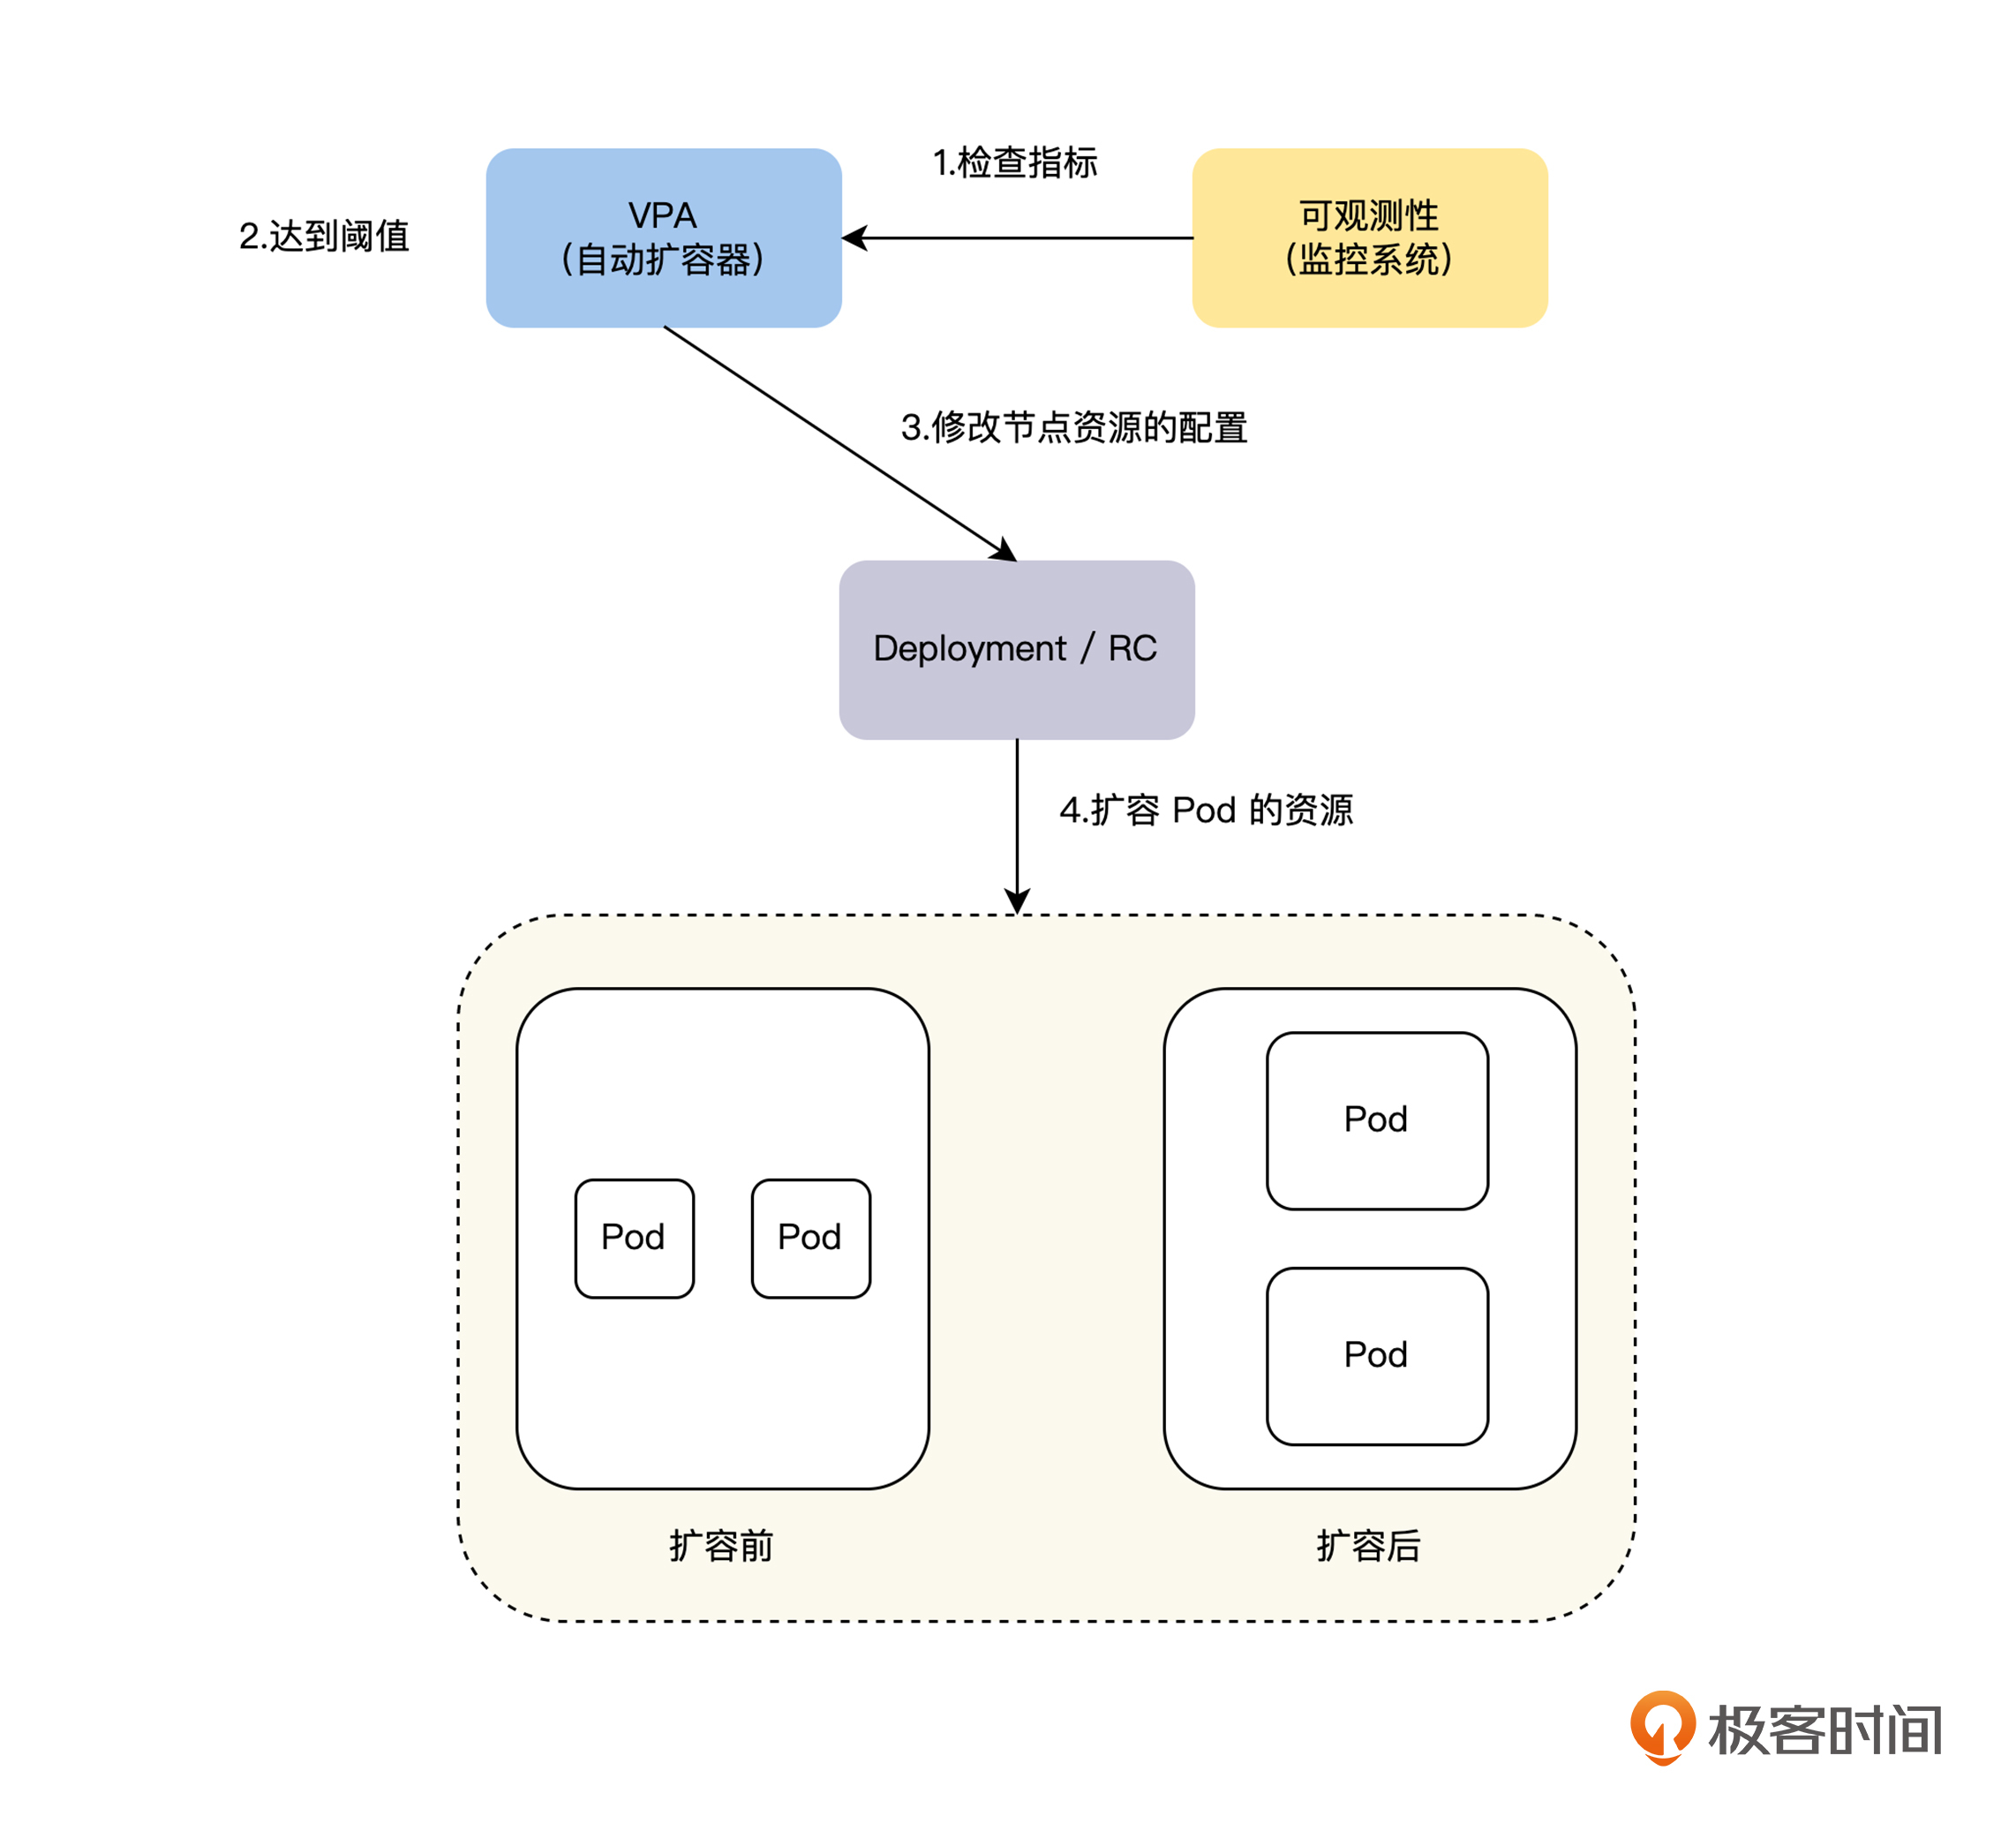 1.检查指标
2.达到阈值
VPA
(自动扩容器)
可观测性
(监控系统)
3.修改节点资源的配置
Deployment / RC
4.扩容 Pod 的资源
Pod
Pod
Pod
Pod
扩容前
扩容后
极客时间